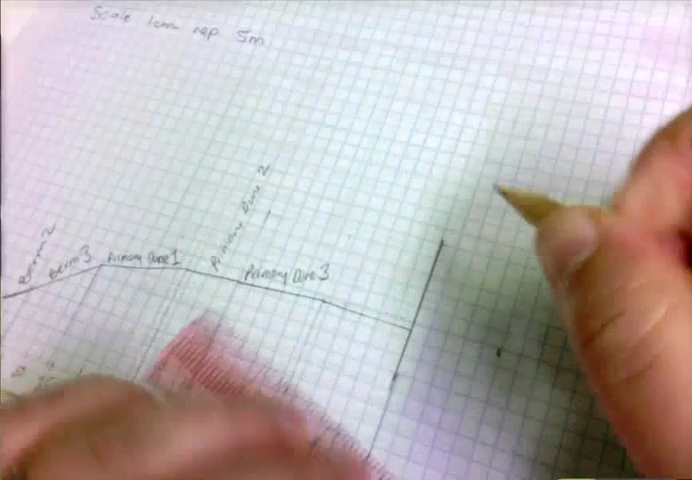 Scale 1cm rep 5m
Berm 2
Berm 3
Primary Dune 1
Primary Dune 2
Primary Dune 3